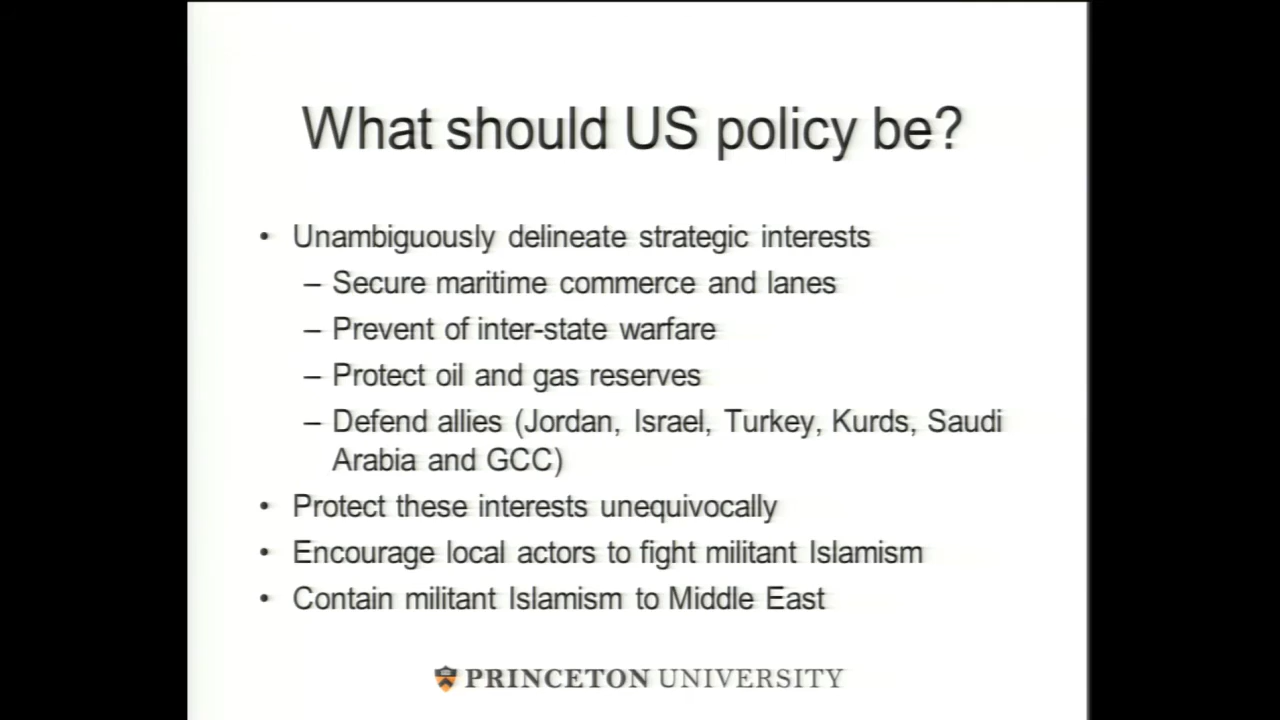 What should US policy be?
• Unambiguously delineate strategic interests
– Secure maritime commerce and lanes
– Prevent of inter-state warfare
– Protect oil and gas reserves
– Defend allies (Jordan, Israel, Turkey, Kurds, Saudi
Arabia and GCC)
• Protect these interests unequivocally
• Encourage local actors to fight militant Islamism
• Contain militant Islamism to Middle East
PRINCETON UNIVERSITY